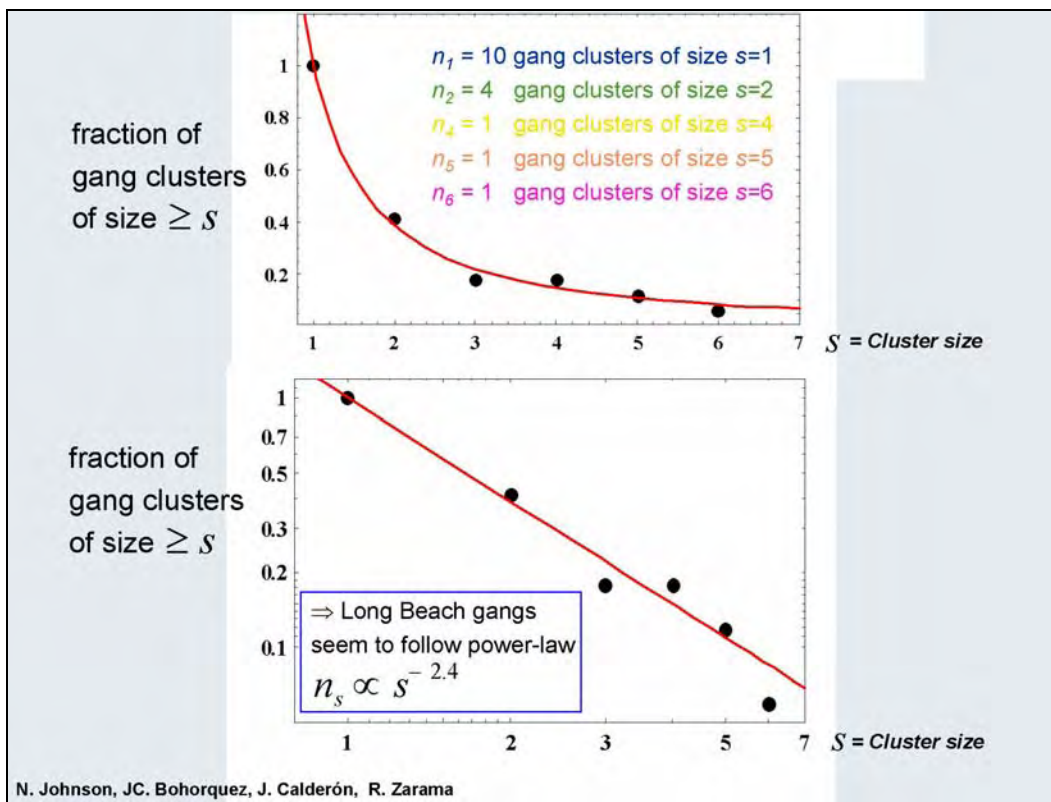 fraction of
gang clusters
of size ≥ s
1
0.8
0.6
0.4
0.2
n₁ = 10 gang clusters of size s=1
n₂ = 4 gang clusters of size s=2
n₄ = 1 gang clusters of size s=4
n₅ = 1 gang clusters of size s=5
n₆ = 1 gang clusters of size s=6
1 2 3 4 5 6 7
S = Cluster size
fraction of
gang clusters
of size ≥ s
1
0.7
0.5
0.3
0.2
0.1
⇒ Long Beach gangs
seem to follow power-law
nₛ ∝ s⁻ ²·⁴
1 2 3 5 7
S = Cluster size
N. Johnson, JC. Bohorquez, J. Calderón, R. Zarama